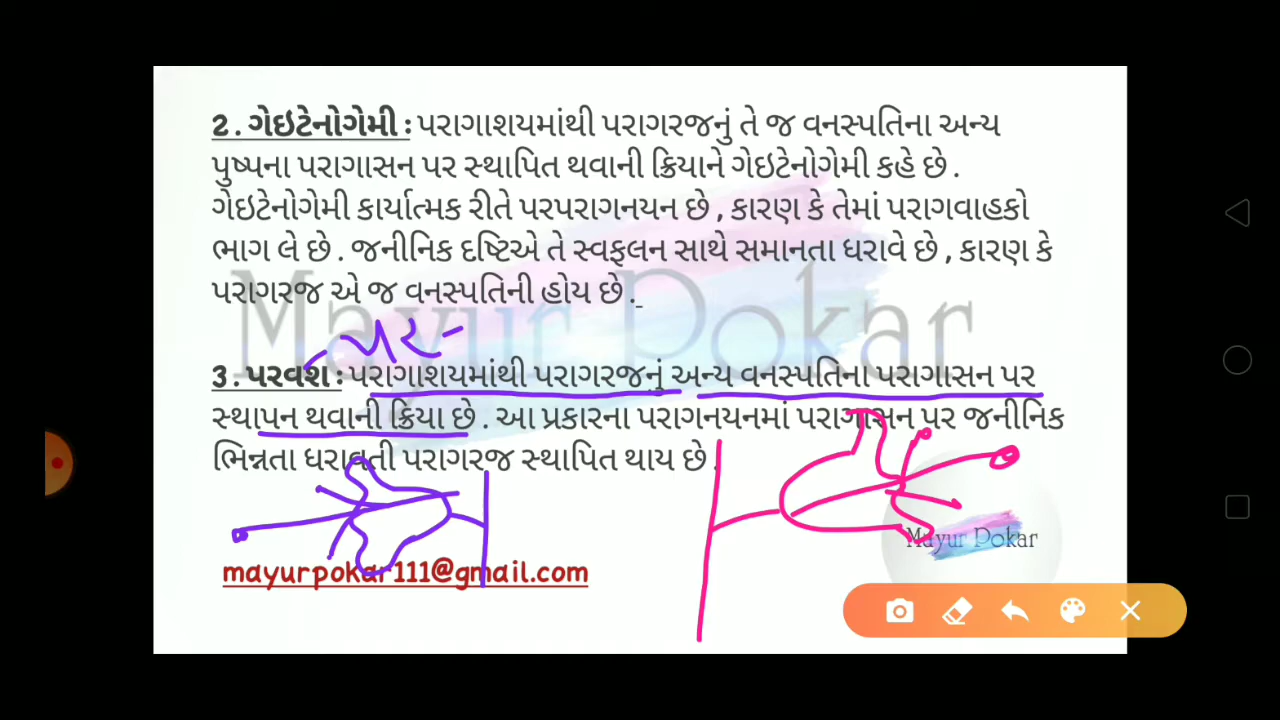 2 . ગેઇટેનોગેમી : પરાગાશયમાંથી પરાગરજનું તે જ વનસ્પતિના અન્ય
પુષ્પના પરાગાસન પર સ્થાપિત થવાની ક્રિયાને ગેઇટેનોગેમી કહે છે .
ગેઇટેનોગેમી કાર્યાત્મક રીતે પરપરાગનયન છે , કારણ કે તેમાં પરાગવાહકો
ભાગ લે છે . જનીનિક દષ્ટિએ તે સ્વફલન સાથે સમાનતા ધરાવે છે , કારણ કે
પરાગરજ એ જ વનસ્પતિની હોય છે .
Mayur Pokar
પર -
3 . પરવશ : પરાગાશયમાંથી પરાગરજનું અન્ય વનસ્પતિના પરાગાસન પર
સ્થાપન થવાની ક્રિયા છે . આ પ્રકારના પરાગનયનમાં પરાગાસન પર જનીનિક
ભિન્નતા ધરાવતી પરાગરજ સ્થાપિત થાય છે .
Mayur Pokar
mayurpokar111@gmail.com